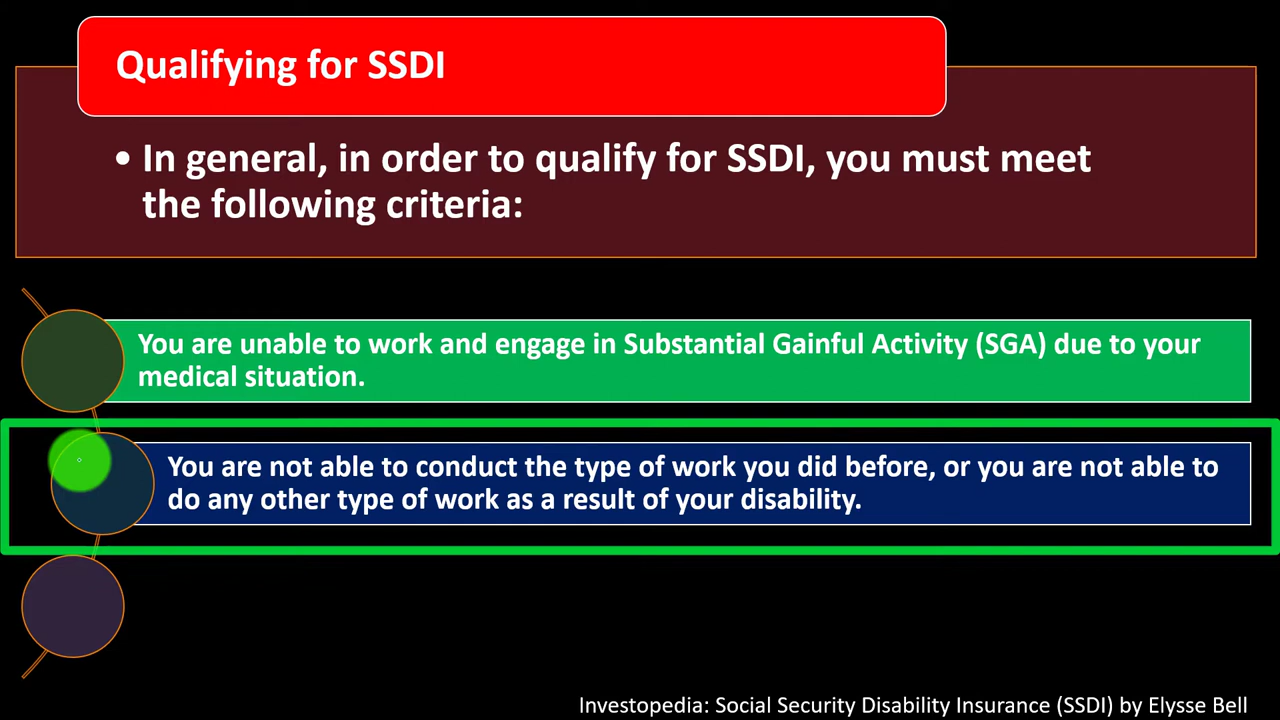 Qualifying for SSDI
• In general, in order to qualify for SSDI, you must meet
the following criteria:
You are unable to work and engage in Substantial Gainful Activity (SGA) due to your
medical situation.
You are not able to conduct the type of work you did before, or you are not able to
do any other type of work as a result of your disability.
Investopedia: Social Security Disability Insurance (SSDI) by Elysse Bell